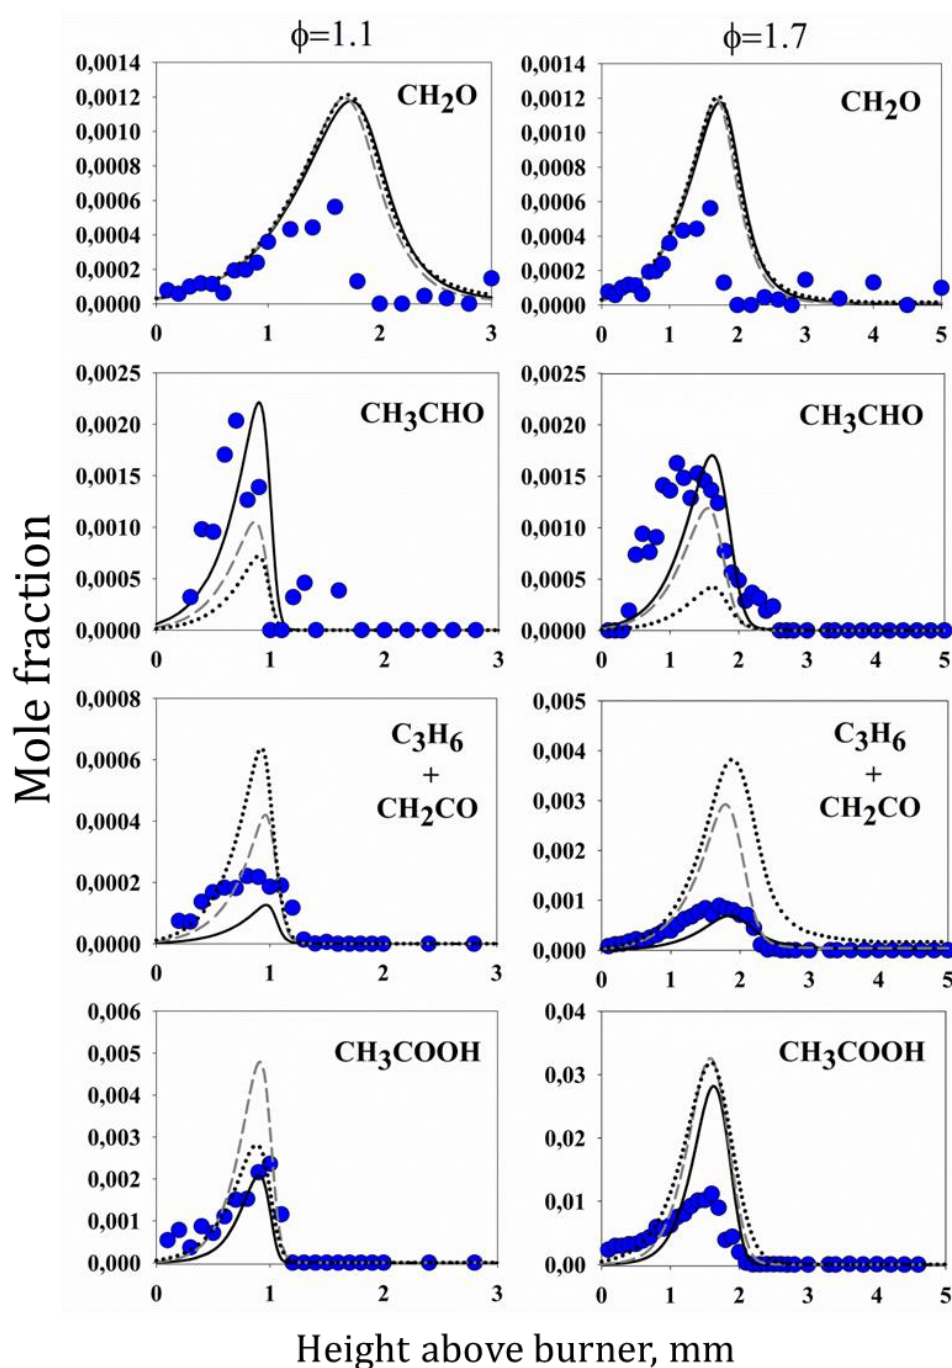 ϕ=1.1
ϕ=1.7
Mole fraction
0,0014
0,0012
0,0010
0,0008
0,0006
0,0004
0,0002
0,0000
CH2O
0 1 2 3
0,0014
0,0012
0,0010
0,0008
0,0006
0,0004
0,0002
0,0000
CH2O
0 1 2 3 4 5
0,0025
0,0020
0,0015
0,0010
0,0005
0,0000
CH3CHO
0 1 2 3
0,0025
0,0020
0,0015
0,0010
0,0005
0,0000
CH3CHO
0 1 2 3 4 5
0,0008
0,0006
0,0004
0,0002
0,0000
C3H6
+
CH2CO
0 1 2 3
0,005
0,004
0,003
0,002
0,001
0,000
C3H6
+
CH2CO
0 1 2 3 4 5
0,006
0,005
0,004
0,003
0,002
0,001
0,000
CH3COOH
0 1 2 3
0,04
0,03
0,02
0,01
0,00
CH3COOH
0 1 2 3 4 5
Height above burner, mm